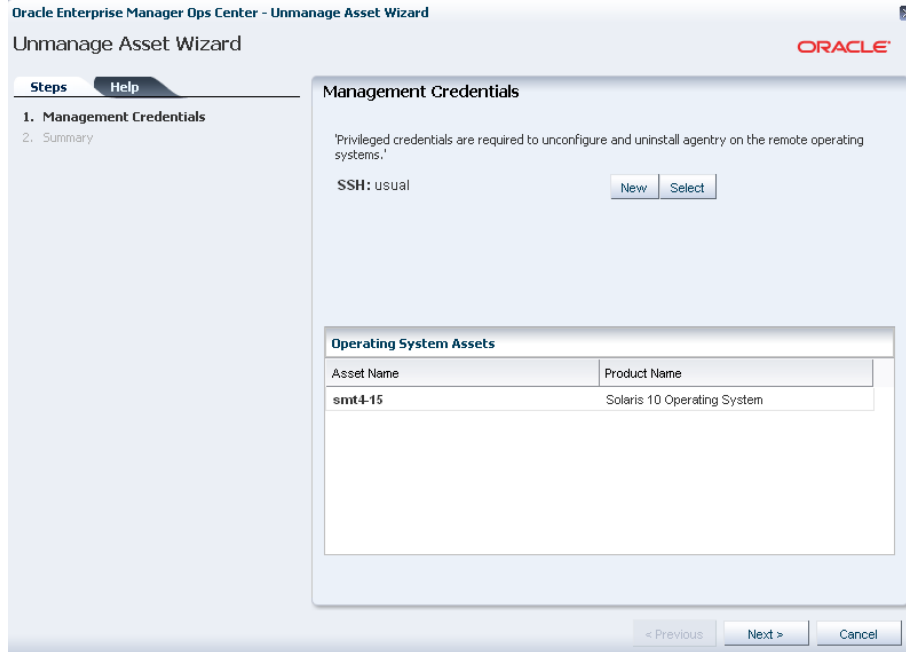 Oracle Enterprise Manager Ops Center - Unmanage Asset Wizard
Unmanage Asset Wizard
ORACLE
Steps Help
1. Management Credentials
2. Summary
Management Credentials
'Privileged credentials are required to unconfigure and uninstall agentry on the remote operating
systems.'
SSH: usual New Select
Operating System Assets
Asset Name Product Name
smt4-15 Solaris 10 Operating System
< Previous Next > Cancel